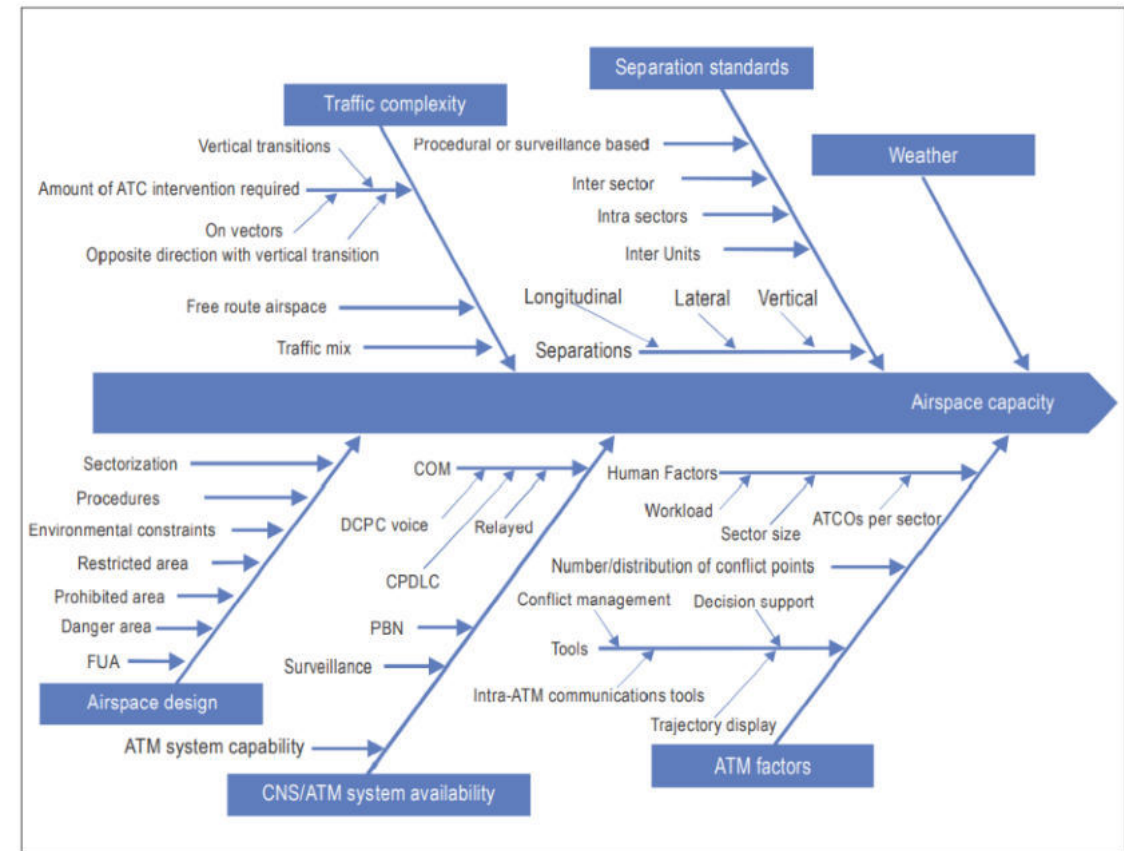 Separation standards
Traffic complexity
Weather
Vertical transitions
Procedural or surveillance based
Amount of ATC intervention required
Inter sector
Intra sectors
On vectors
Opposite direction with vertical transition
Inter Units
Free route airspace
Longitudinal
Lateral
Vertical
Traffic mix
Separations
Airspace capacity
Sectorization
Procedures
Environmental constraints
Restricted area
Prohibited area
Danger area
FUA
Airspace design
COM
DCPC voice
Relayed
CPDLC
PBN
Surveillance
ATM system capability
CNS/ATM system availability
Human Factors
Workload
Sector size
ATCOs per sector
Number/distribution of conflict points
Conflict management
Decision support
Tools
Intra-ATM communications tools
Trajectory display
ATM factors